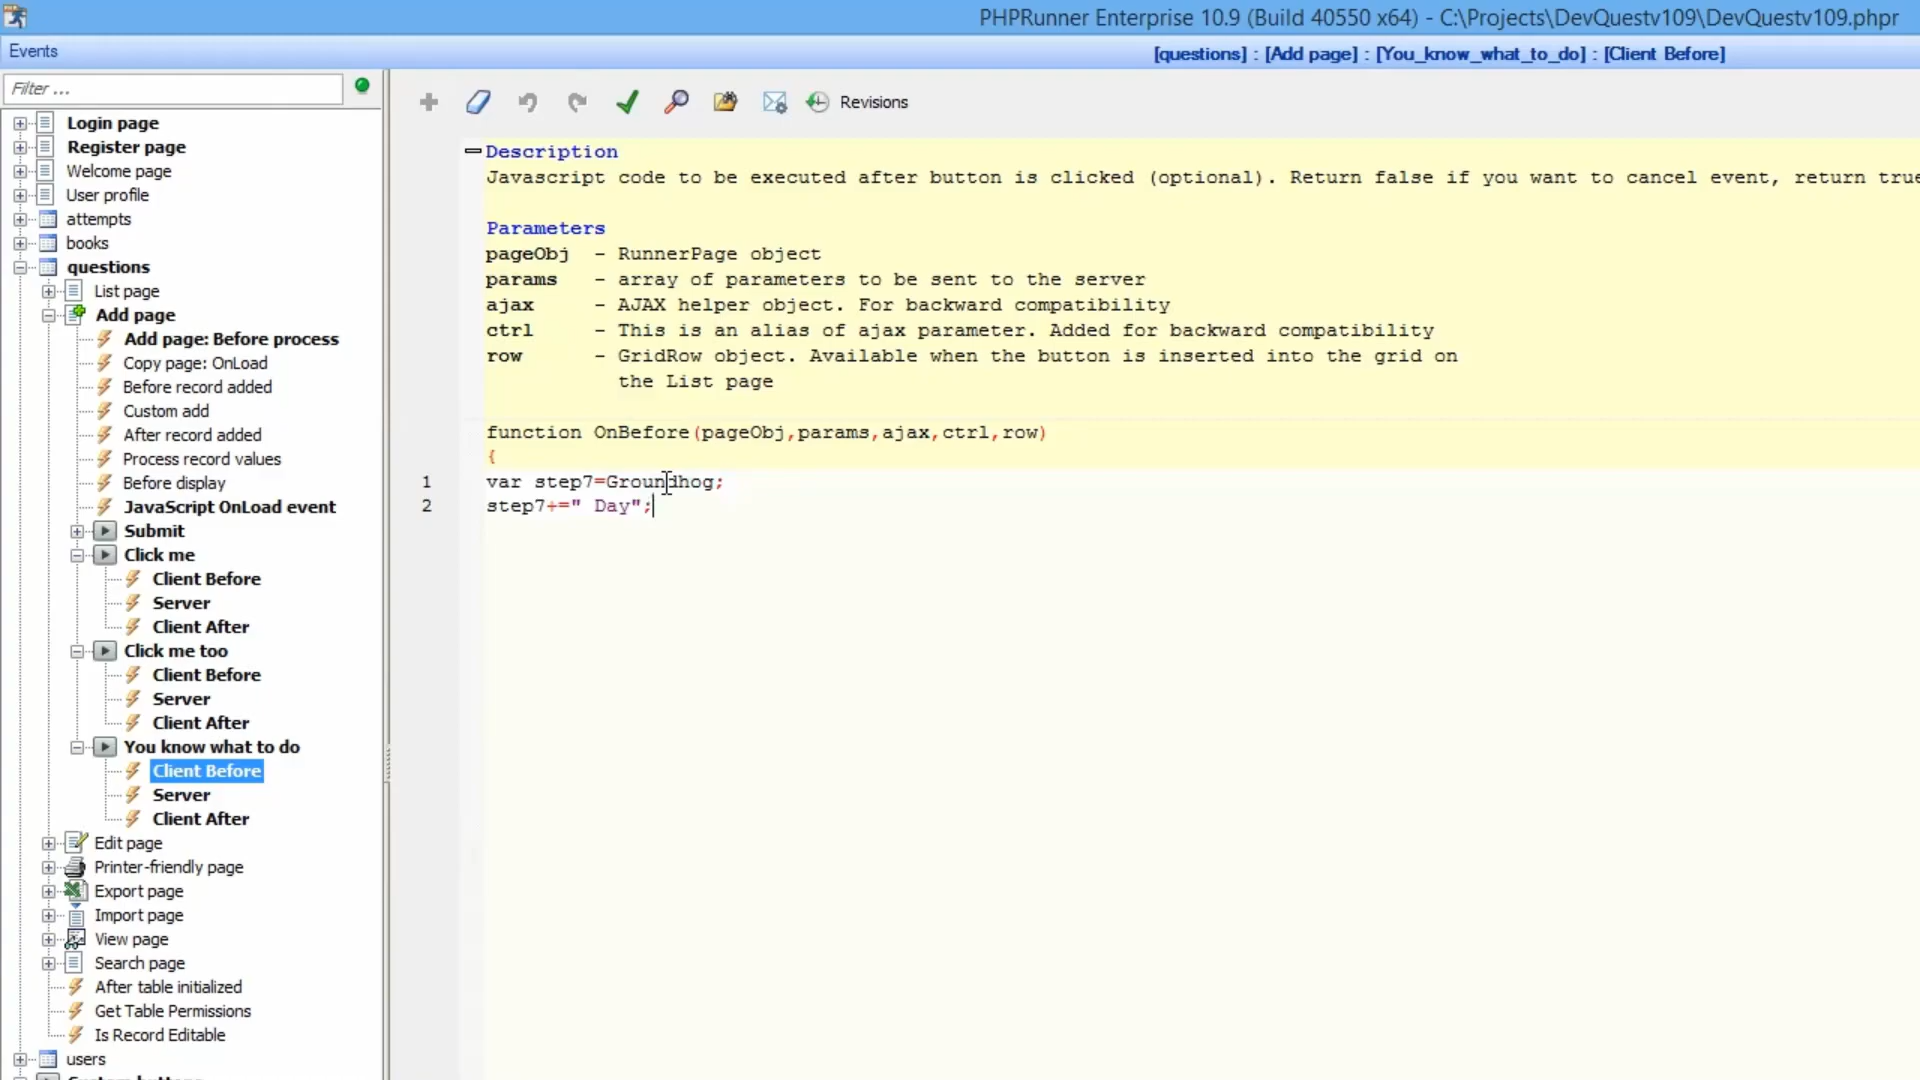 PHPRunner Enterprise 10.9 (Build 40550 x64) - C:\Projects\DevQuestv109\DevQuestv109.phpr
Events
[questions] : [Add page] : [You_know_what_to_do] : [Client Before]
Filter ...
Revisions
Login page
Register page
Welcome page
User profile
attempts
books
questions
List page
Add page
Add page: Before process
Copy page: OnLoad
Before record added
Custom add
After record added
Process record values
Before display
JavaScript OnLoad event
Submit
Click me
Client Before
Server
Client After
Click me too
Client Before
Server
Client After
You know what to do
Client Before
Server
Client After
Edit page
Printer-friendly page
Export page
Import page
View page
Search page
After table initialized
Get Table Permissions
Is Record Editable
users
Description
Javascript code to be executed after button is clicked (optional). Return false if you want to cancel event, return true
Parameters
pageObj - RunnerPage object
params - array of parameters to be sent to the server
ajax - AJAX helper object. For backward compatibility
ctrl - This is an alias of ajax parameter. Added for backward compatibility
row - GridRow object. Available when the button is inserted into the grid on
the List page
function OnBefore(pageObj,params,ajax,ctrl,row)
{
1 var step7=Groundhog;
2 step7+=" Day";